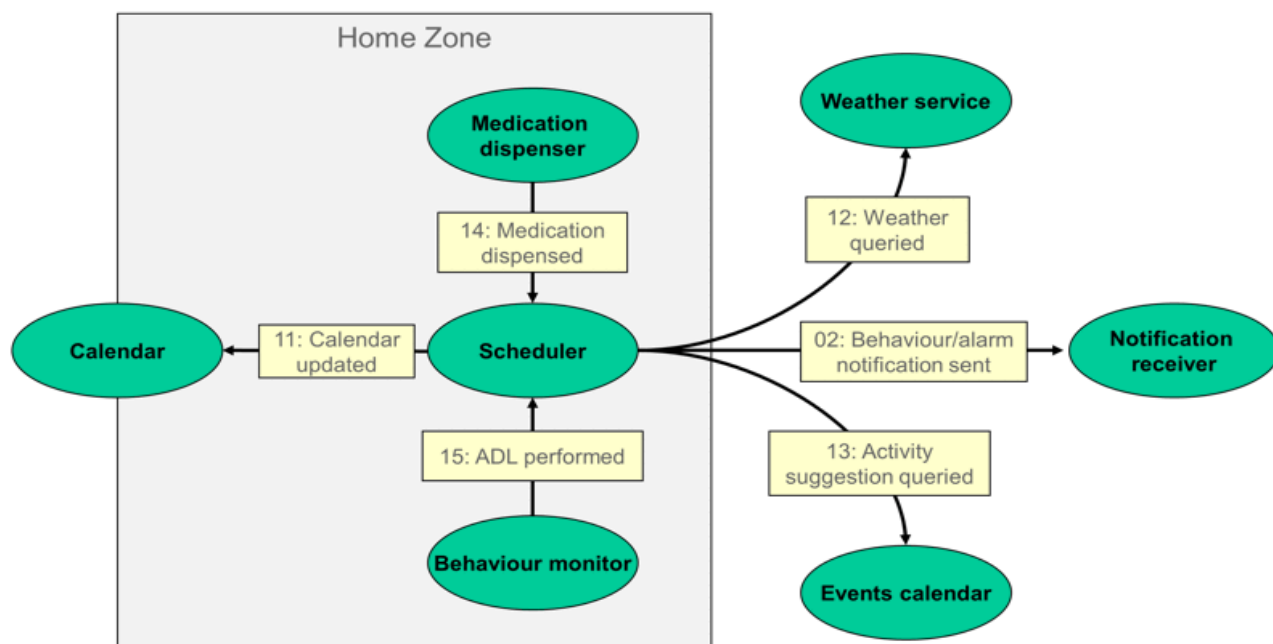 Home Zone
Weather service
Medication
dispenser
12: Weather
queried
14: Medication
dispensed
Calendar
11: Calendar
updated
Scheduler
02: Behaviour/alarm
notification sent
Notification
receiver
15: ADL performed
13: Activity
suggestion queried
Behaviour monitor
Events calendar